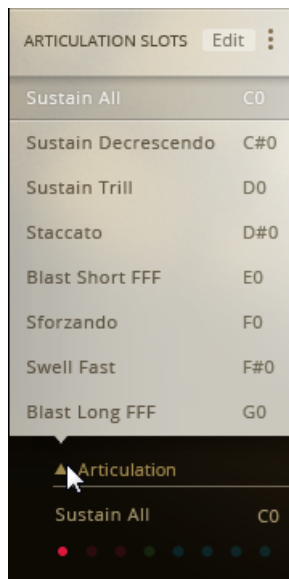 ARTICULATION SLOTS Edit
Sustain All C0
Sustain Decrescendo C#0
Sustain Trill D0
Staccato D#0
Blast Short FFF E0
Sforzando F0
Swell Fast F#0
Blast Long FFF G0
Articulation
Sustain All C0